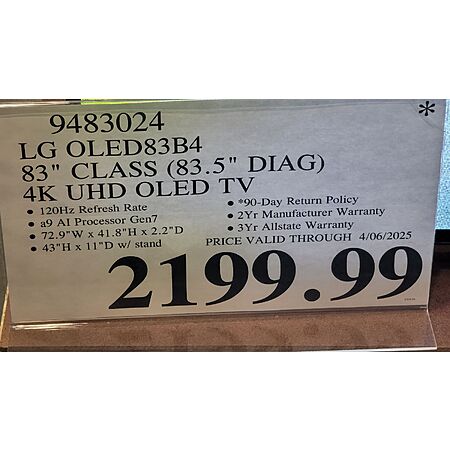 *
9483024
LG OLED83B4
83" CLASS (83.5" DIAG)
4K UHD OLED TV
• 120Hz Refresh Rate
• a9 AI Processor Gen7
• 72.9"W x 41.8"H x 2.2"D
• 43"H x 11"D w/ stand
• *90-Day Return Policy
• 2Yr Manufacturer Warranty
• 3Yr Allstate Warranty
PRICE VALID THROUGH 4/06/2025
2199.99